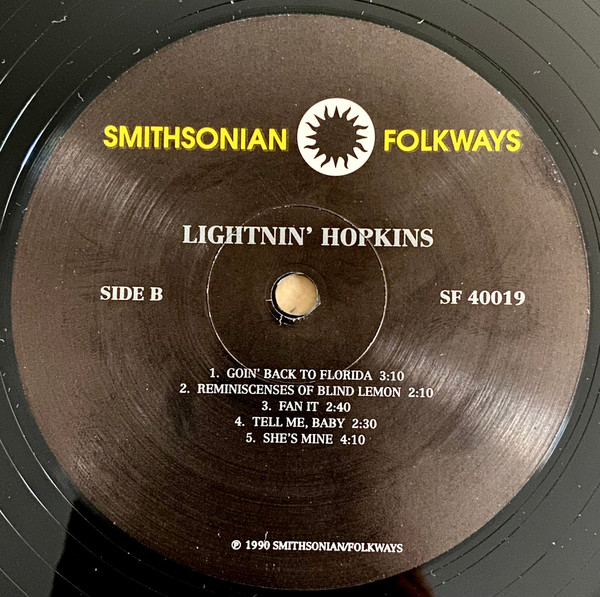 SMITHSONIAN FOLKWAYS
LIGHTNIN' HOPKINS
SIDE B SF 40019
1. GOIN' BACK TO FLORIDA 3:10
2. REMINISCENSES OF BLIND LEMON 2:10
3. FAN IT 2:40
4. TELL ME, BABY 2:30
5. SHE'S MINE 4:10
℗ 1990 SMITHSONIAN/FOLKWAYS